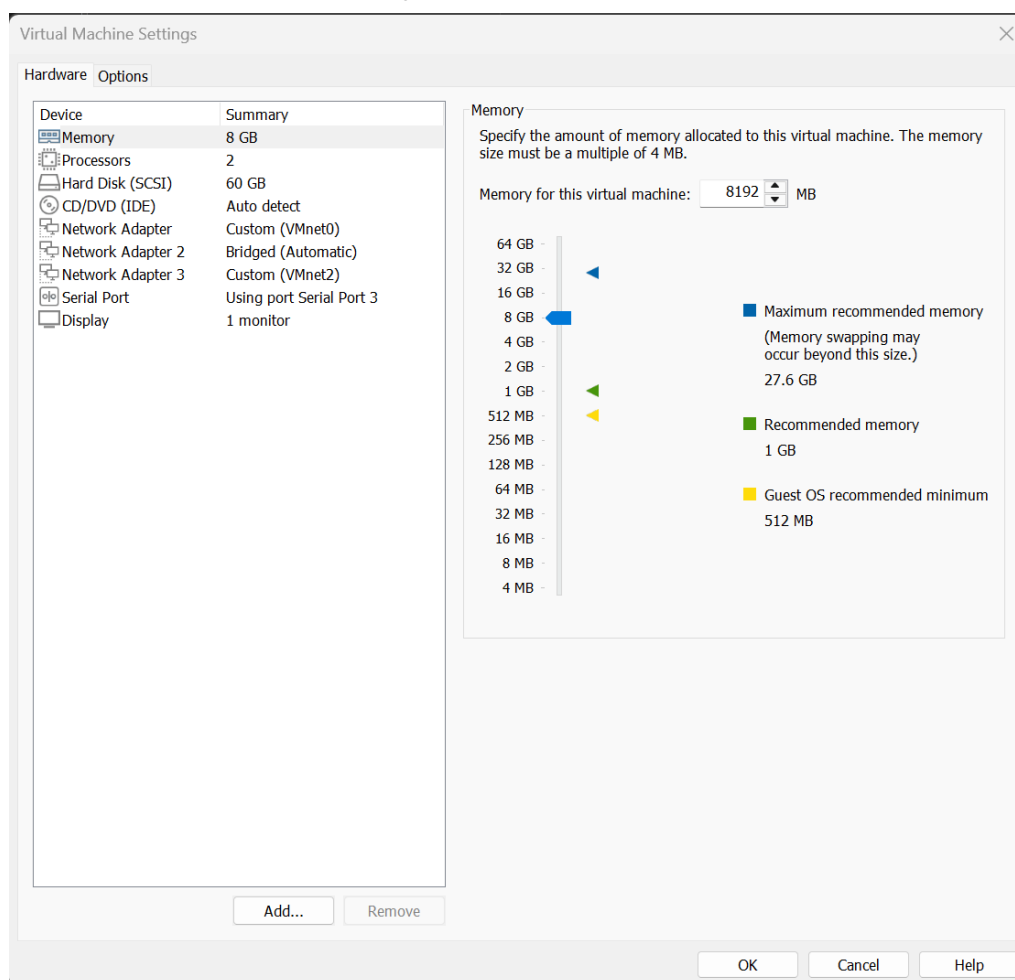 Virtual Machine Settings
Hardware Options
Device Summary
Memory 8 GB
Processors 2
Hard Disk (SCSI) 60 GB
CD/DVD (IDE) Auto detect
Network Adapter Custom (VMnet0)
Network Adapter 2 Bridged (Automatic)
Network Adapter 3 Custom (VMnet2)
Serial Port Using port Serial Port 3
Display 1 monitor
Add... Remove
Memory
Specify the amount of memory allocated to this virtual machine. The memory
size must be a multiple of 4 MB.
Memory for this virtual machine: 8192 MB
64 GB
32 GB
16 GB
8 GB
4 GB
2 GB
1 GB
512 MB
256 MB
128 MB
64 MB
32 MB
16 MB
8 MB
4 MB
Maximum recommended memory
(Memory swapping may
occur beyond this size.)
27.6 GB
Recommended memory
1 GB
Guest OS recommended minimum
512 MB
OK Cancel Help